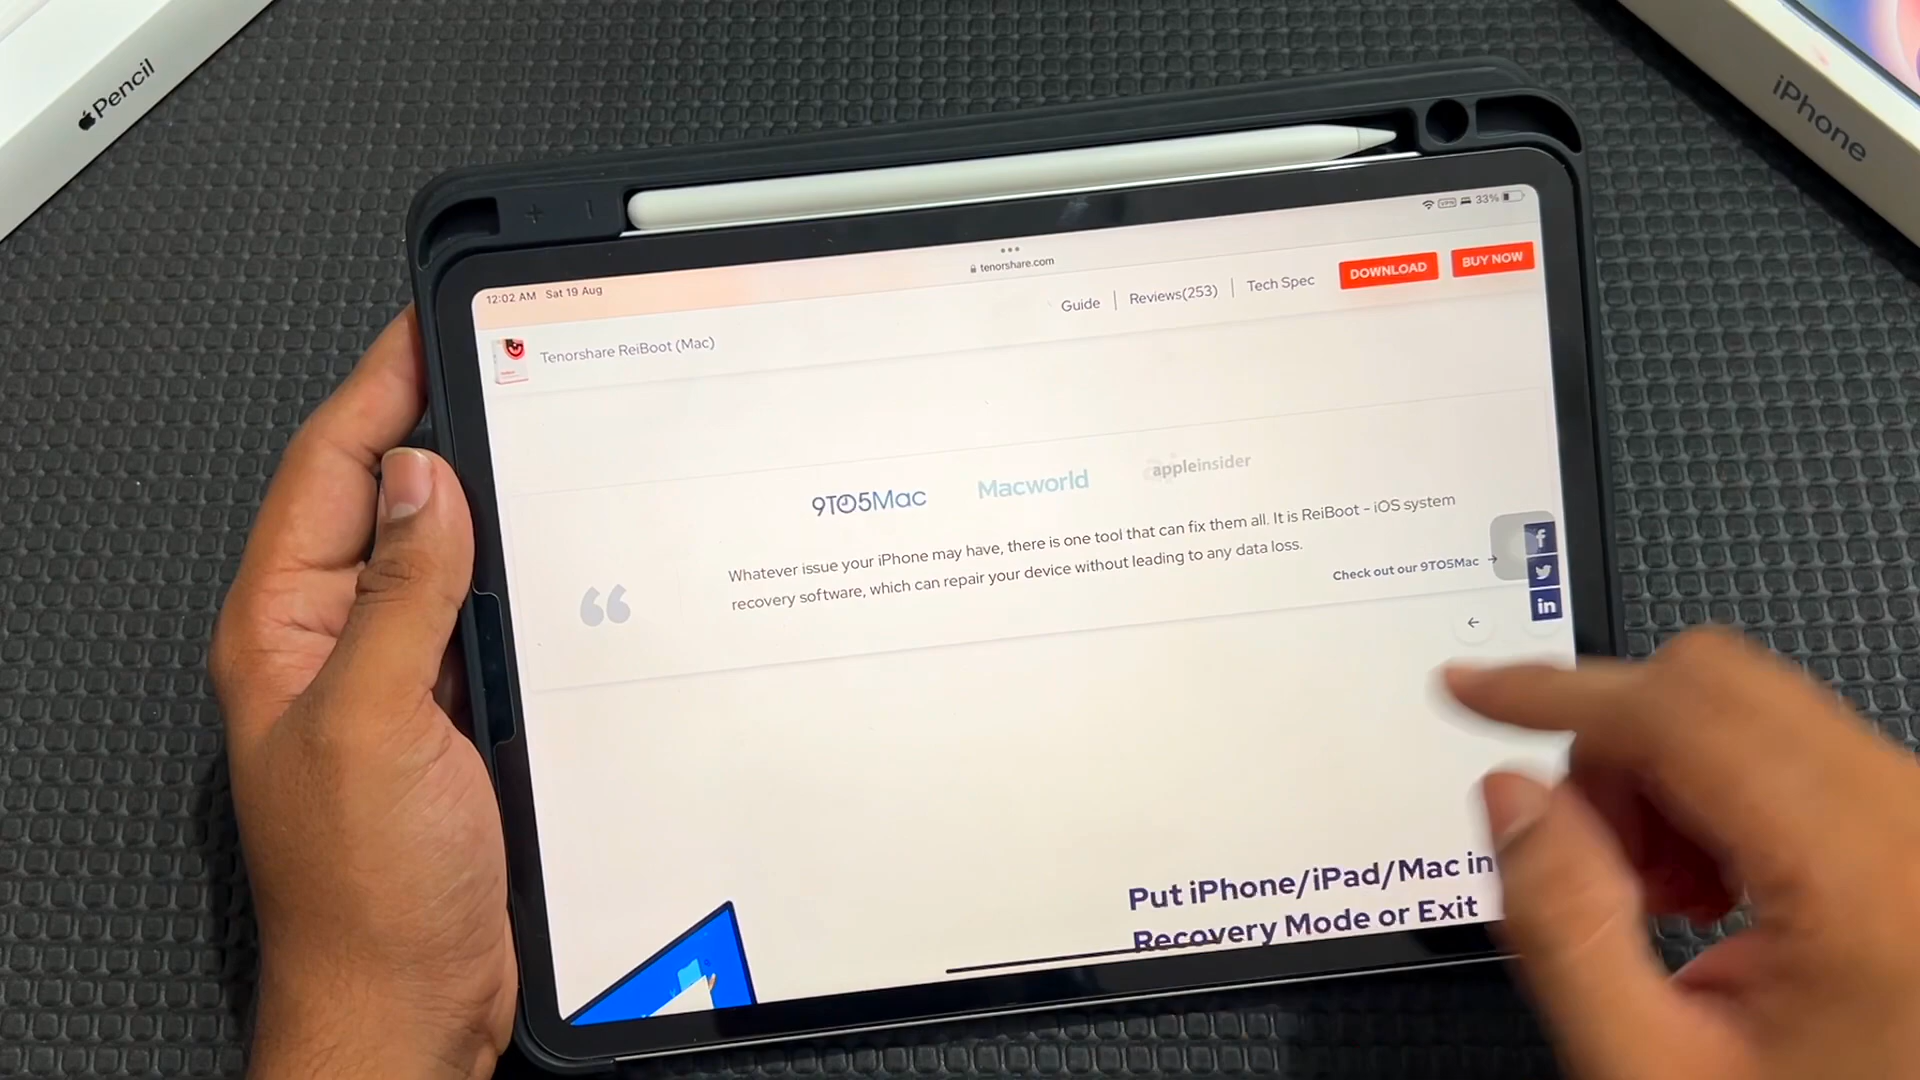 Pencil
iPhone
12:02 AM Sat 19 Aug
tenorshare.com
VPN 33%
Tenorshare ReiBoot (Mac)
Guide Reviews(253) Tech Spec DOWNLOAD BUY NOW
9TO5Mac Macworld appleinsider
Whatever issue your iPhone may have, there is one tool that can fix them all. It is ReiBoot - iOS system
recovery software, which can repair your device without leading to any data loss.
Check out our 9TO5Mac →
f
in
Put iPhone/iPad/Mac in
Recovery Mode or Exit